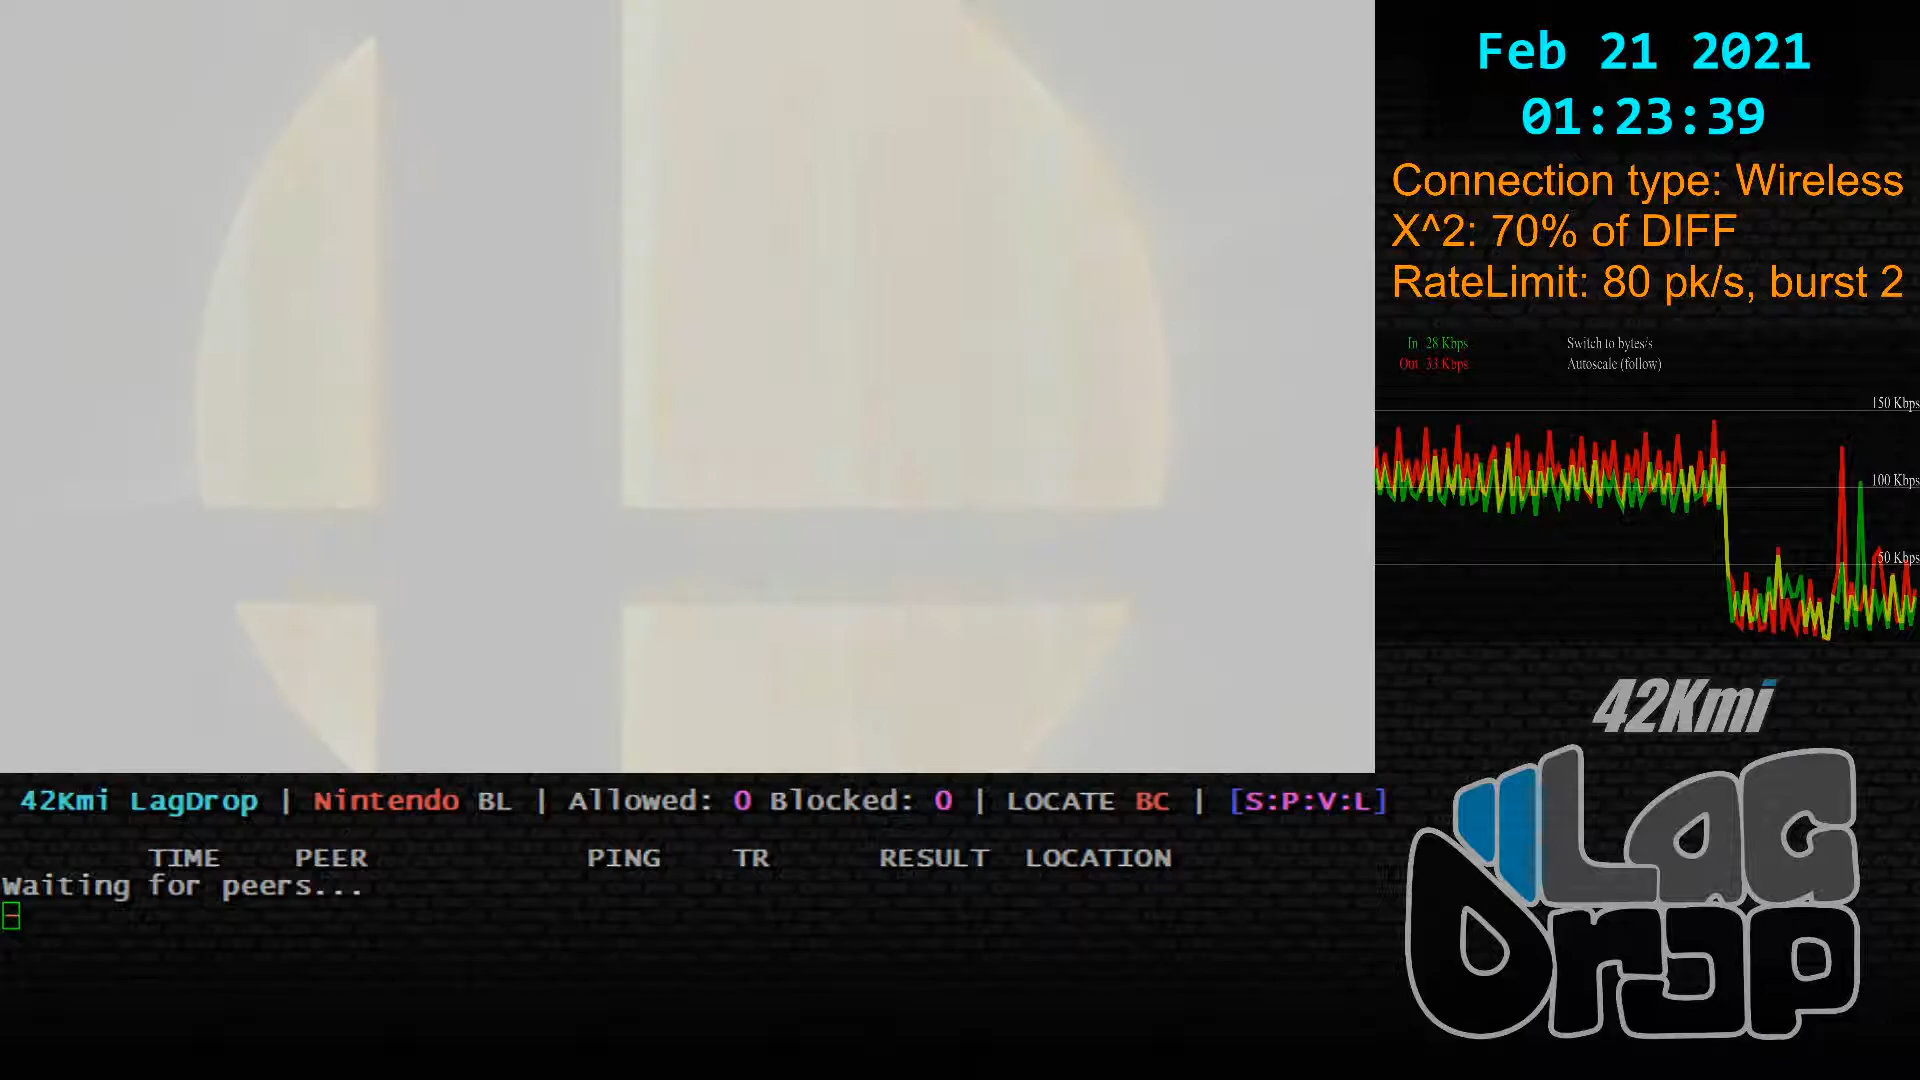 Feb 21 2021
01:23:39
Connection type: Wireless
X^2: 70% of DIFF
RateLimit: 80 pk/s, burst 2
In 28 Kbps
Out 33 Kbps
Switch to bytes/s
Autoscale (follow)
150 Kbps
100 Kbps
50 Kbps
42Kmi
LagDrop
42Kmi LagDrop | Nintendo BL | Allowed: 0 Blocked: 0 | LOCATE BC | [S:P:V:L]
TIME PEER PING TR RESULT LOCATION
Waiting for peers...